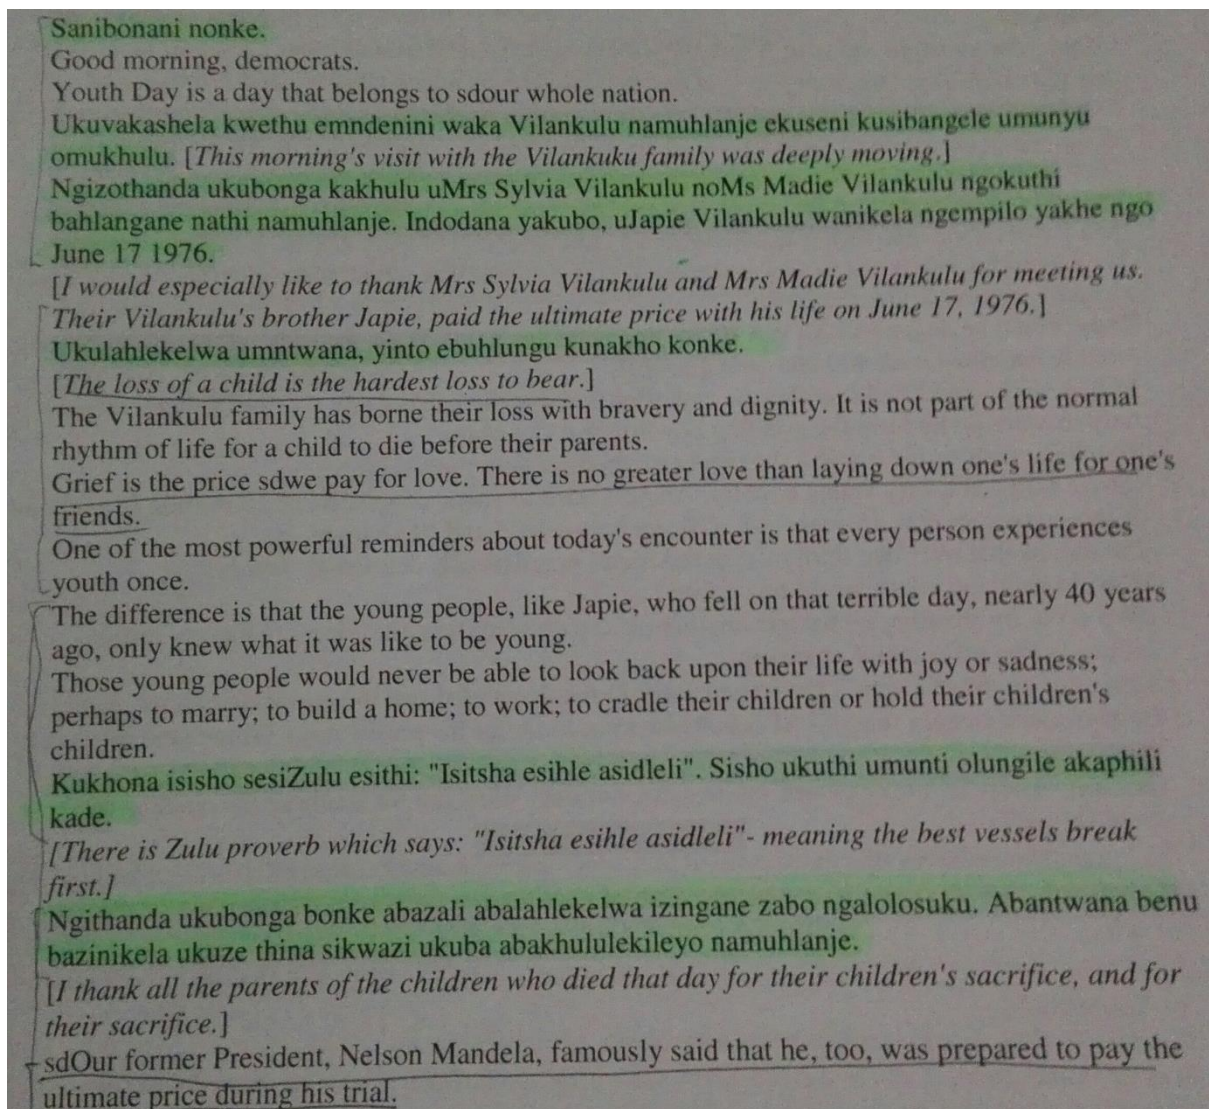 Sanibonani nonke.
Good morning, democrats.
Youth Day is a day that belongs to sdour whole nation.
Ukuvakashela kwethu emndenini waka Vilankulu namuhlanje ekuseni kusibangele umunyu
omukhulu. [This morning's visit with the Vilankuku family was deeply moving.]
Ngizothanda ukubonga kakhulu uMrs Sylvia Vilankulu noMs Madie Vilankulu ngokuthi
bahlangane nathi namuhlanje. Indodana yakubo, uJapie Vilankulu wanikela ngempilo yakhe ngo
June 17 1976.
[I would especially like to thank Mrs Sylvia Vilankulu and Mrs Madie Vilankulu for meeting us.
Their Vilankulu's brother Japie, paid the ultimate price with his life on June 17, 1976.]
Ukulahlekelwa umntwana, yinto ebuhlungu kunakho konke.
[The loss of a child is the hardest loss to bear.]
The Vilankulu family has borne their loss with bravery and dignity. It is not part of the normal
rhythm of life for a child to die before their parents.
Grief is the price sdwe pay for love. There is no greater love than laying down one's life for one's
friends.
One of the most powerful reminders about today's encounter is that every person experiences
youth once.
The difference is that the young people, like Japie, who fell on that terrible day, nearly 40 years
ago, only knew what it was like to be young.
Those young people would never be able to look back upon their life with joy or sadness;
perhaps to marry; to build a home; to work; to cradle their children or hold their children's
children.
Kukhona isisho sesiZulu esithi: "Isitsha esihle asidleli". Sisho ukuthi umunti olungile akaphili
kade.
[There is Zulu proverb which says: "Isitsha esihle asidleli"- meaning the best vessels break
first.]
Ngithanda ukubonga bonke abazali abalahlekelwa izingane zabo ngalolosuku. Abantwana benu
bazinikela ukuze thina sikwazi ukuba abakhululekileyo namuhlanje.
[I thank all the parents of the children who died that day for their children's sacrifice, and for
their sacrifice.]
sdOur former President, Nelson Mandela, famously said that he, too, was prepared to pay the
ultimate price during his trial.